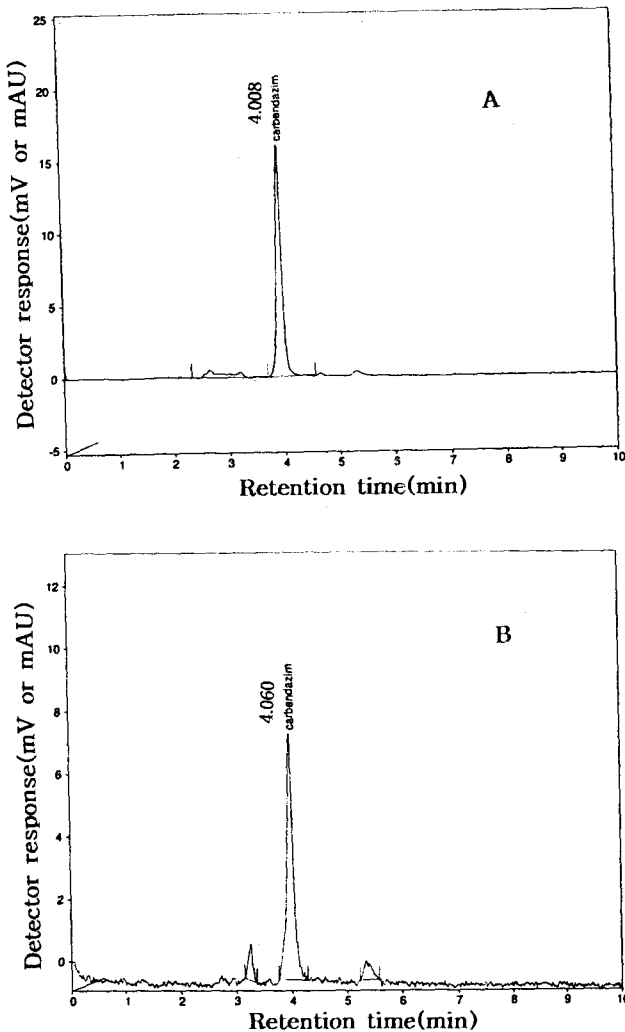 25
20
15
10
5
0
-5
Detector response(mV or mAU)
4.008
carbendazim
A
0 1 2 3 4 5 6 7 8 9 10
Retention time(min)
12
10
8
6
4
2
0
Detector response(mV or mAU)
4.060
carbendazim
B
0 1 2 3 4 5 6 7 8 9 10
Retention time(min)